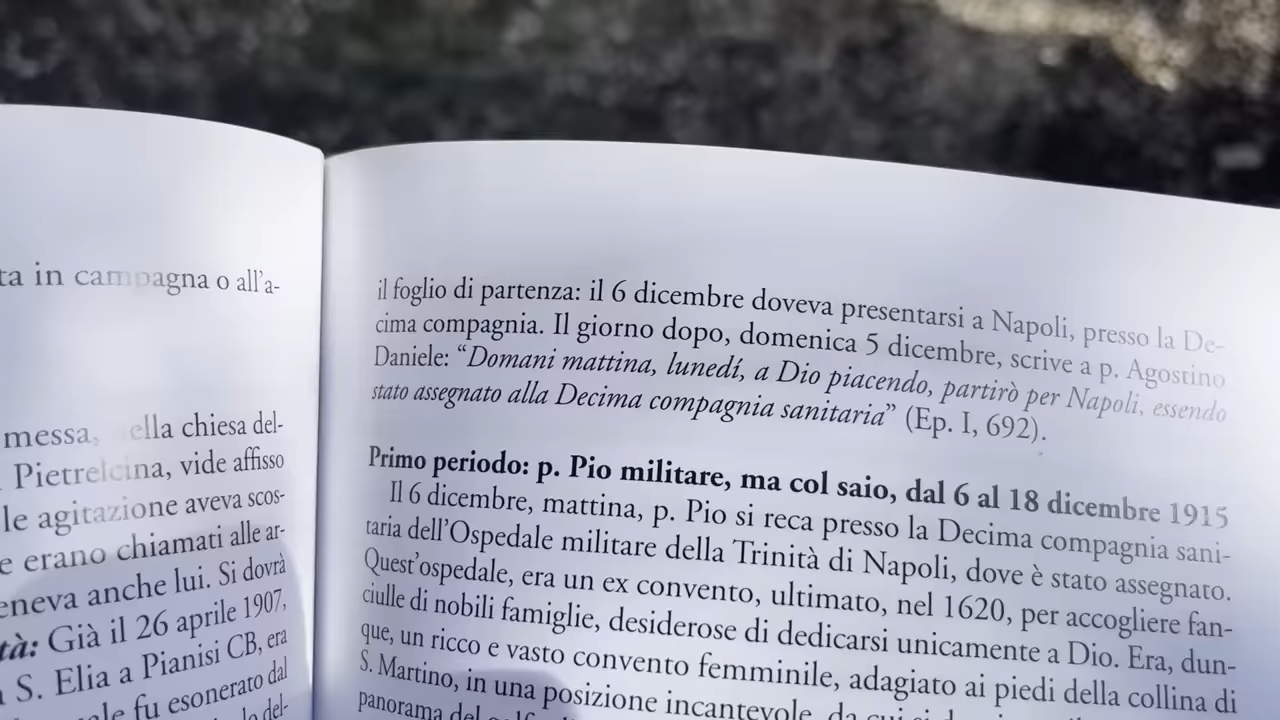 ta in campagna o all'a-
messa, ella chiesa del-
Pietrelcina, vide affisso
le agitazione aveva scos-
e erano chiamati alle ar-
eneva anche lui. Si dovrà
tà: Già il 26 aprile 1907,
S. Elia a Pianisi CB, era
ale fu esonerato dal
del-
il foglio di partenza: il 6 dicembre doveva presentarsi a Napoli, presso la De-
cima compagnia. Il giorno dopo, domenica 5 dicembre, scrive a p. Agostino
Daniele: “Domani mattina, lunedí, a Dio piacendo, partirò per Napoli, essendo
stato assegnato alla Decima compagnia sanitaria” (Ep. I, 692).
Primo periodo: p. Pio militare, ma col saio, dal 6 al 18 dicembre 1915
Il 6 dicembre, mattina, p. Pio si reca presso la Decima compagnia sani-
taria dell’Ospedale militare della Trinità di Napoli, dove è stato assegnato.
Quest’ospedale, era un ex convento, ultimato, nel 1620, per accogliere fan-
ciulle di nobili famiglie, desiderose di dedicarsi unicamente a Dio. Era, dun-
que, un ricco e vasto convento femminile, adagiato ai piedi della collina di
S. Martino, in una posizione incantevole, da cui si
panorama del